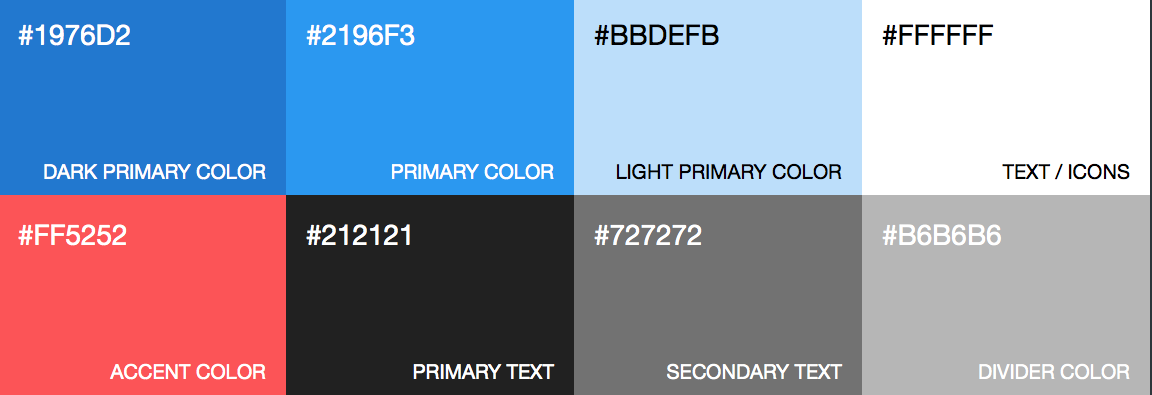 #1976D2
DARK PRIMARY COLOR
#2196F3
PRIMARY COLOR
#BBDEFB
LIGHT PRIMARY COLOR
#FFFFFF
TEXT / ICONS
#FF5252
ACCENT COLOR
#212121
PRIMARY TEXT
#727272
SECONDARY TEXT
#B6B6B6
DIVIDER COLOR